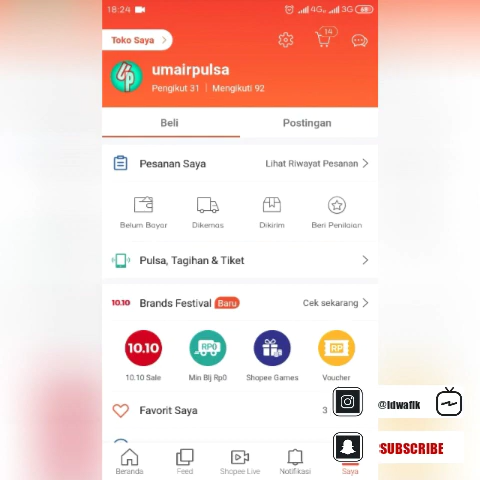 18:24
4G 3G
Toko Saya
14
umairpulsa
Pengikut 31 | Mengikuti 92
Beli
Postingan
Pesanan Saya
Lihat Riwayat Pesanan
Belum Bayar
Dikemas
Dikirim
Beri Penilaian
Pulsa, Tagihan & Tiket
10.10 Brands Festival Baru
Cek sekarang
10.10
RP0
RP
10.10 Sale
Min Blj Rp0
Shopee Games
Voucher
Favorit Saya
3
@Idwafik
SUBSCRIBE
Beranda
Feed
Shopee Live
Notifikasi
Saya